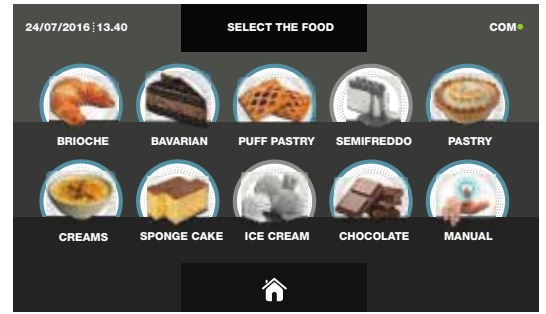 24/07/2016 13.40
SELECT THE FOOD
COM
BRIOCHE
BAVARIAN
PUFF PASTRY
SEMIFREDDO
PASTRY
CREAMS
SPONGE CAKE
ICE CREAM
CHOCOLATE
MANUAL